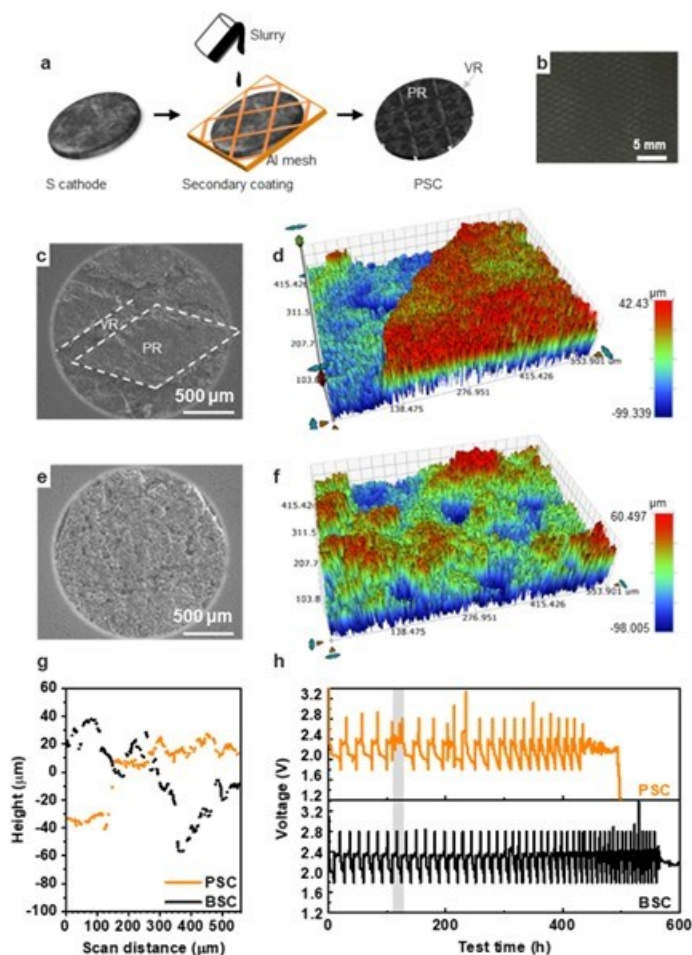 a
Slurry
VR
PR
Al mesh
S cathode
Secondary coating
PSC
b
5 mm
c
VR
PR
500 µm
d
415.426
311.5
207.7
103.8
138.475
276.951
415.426
553.901 um
µm
42.43
-99.339
e
500 µm
f
415.426
311.5
207.7
103.8
138.475
276.951
415.426
553.901 um
µm
60.497
-98.005
g
60
40
20
0
-20
-40
-60
-80
-100
Height (µm)
PSC
BSC
0 100 200 300 400 500
Scan distance (µm)
h
3.2
2.8
2.4
2.0
1.6
1.2
PSC
3.2
2.8
2.4
2.0
1.6
1.2
BSC
Voltage (V)
0 200 400 600
Test time (h)